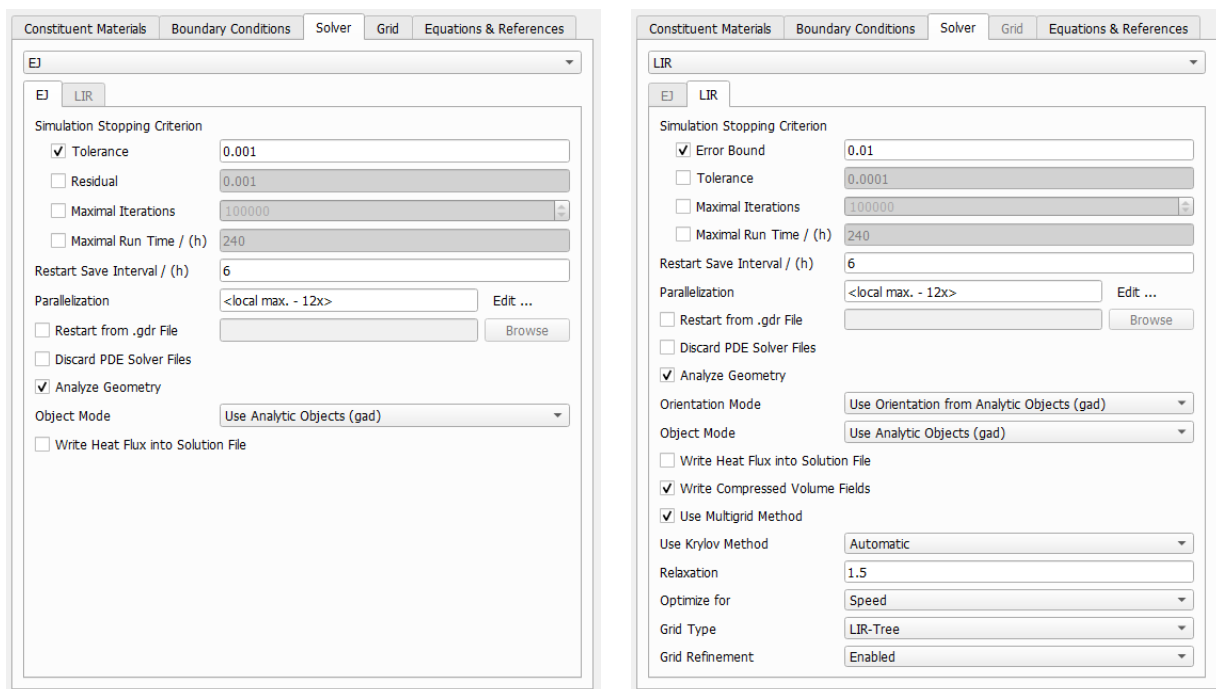 Constituent Materials Boundary Conditions Solver Grid Equations & References
EJ
EJ LIR
Simulation Stopping Criterion
Tolerance 0.001
Residual 0.001
Maximal Iterations 100000
Maximal Run Time / (h) 240
Restart Save Interval / (h) 6
Parallelization <local max. - 12x> Edit ...
Restart from .gdr File Browse
Discard PDE Solver Files
Analyze Geometry
Object Mode Use Analytic Objects (gad)
Write Heat Flux into Solution File
Constituent Materials Boundary Conditions Solver Grid Equations & References
LIR
EJ LIR
Simulation Stopping Criterion
Error Bound 0.01
Tolerance 0.0001
Maximal Iterations 100000
Maximal Run Time / (h) 240
Restart Save Interval / (h) 6
Parallelization <local max. - 12x> Edit ...
Restart from .gdr File Browse
Discard PDE Solver Files
Analyze Geometry
Orientation Mode Use Orientation from Analytic Objects (gad)
Object Mode Use Analytic Objects (gad)
Write Heat Flux into Solution File
Write Compressed Volume Fields
Use Multigrid Method
Use Krylov Method Automatic
Relaxation 1.5
Optimize for Speed
Grid Type LIR-Tree
Grid Refinement Enabled